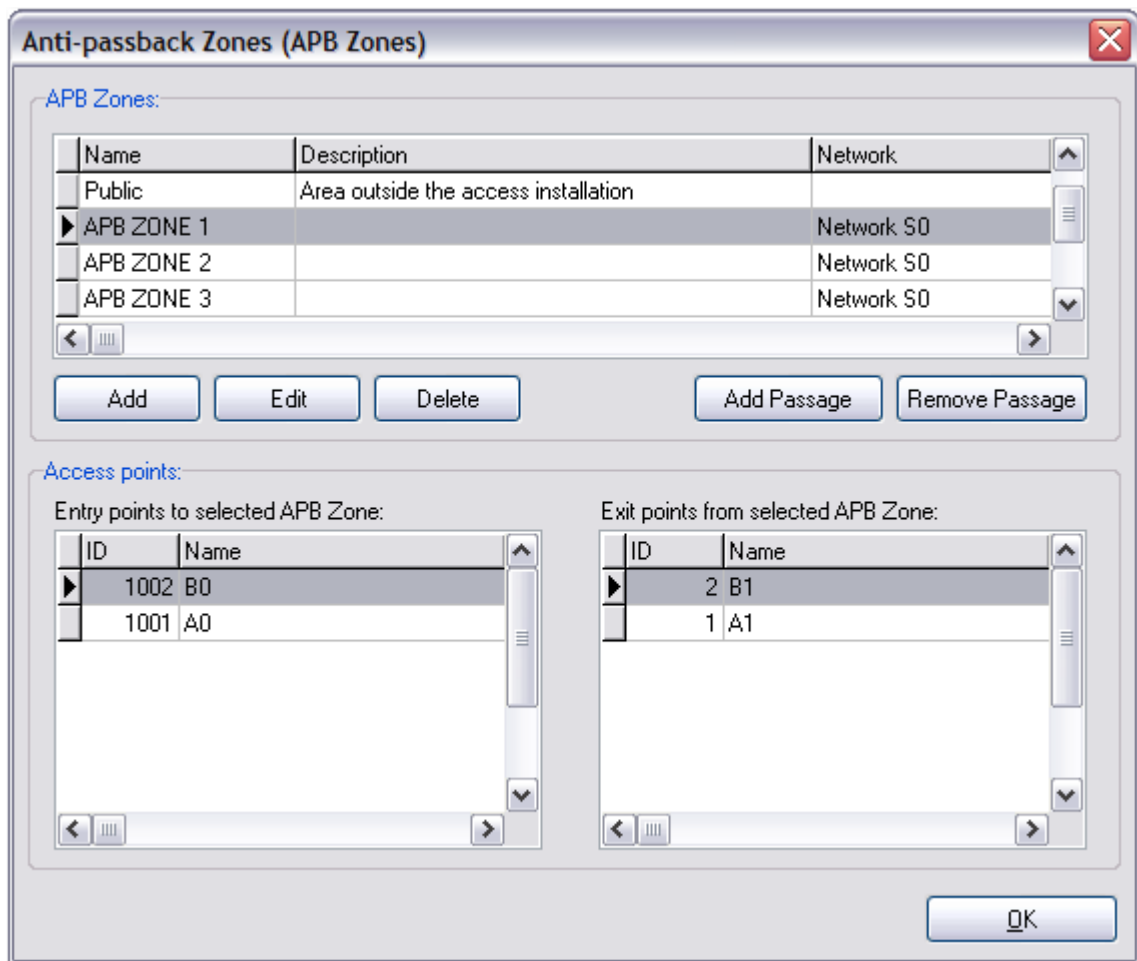 Anti-passback Zones (APB Zones)
APB Zones:
Name Description Network
Public Area outside the access installation
APB ZONE 1 Network S0
APB ZONE 2 Network S0
APB ZONE 3 Network S0
Add Edit Delete Add Passage Remove Passage
Access points:
Entry points to selected APB Zone: Exit points from selected APB Zone:
ID Name ID Name
1002 B0 2 B1
1001 A0 1 A1
OK